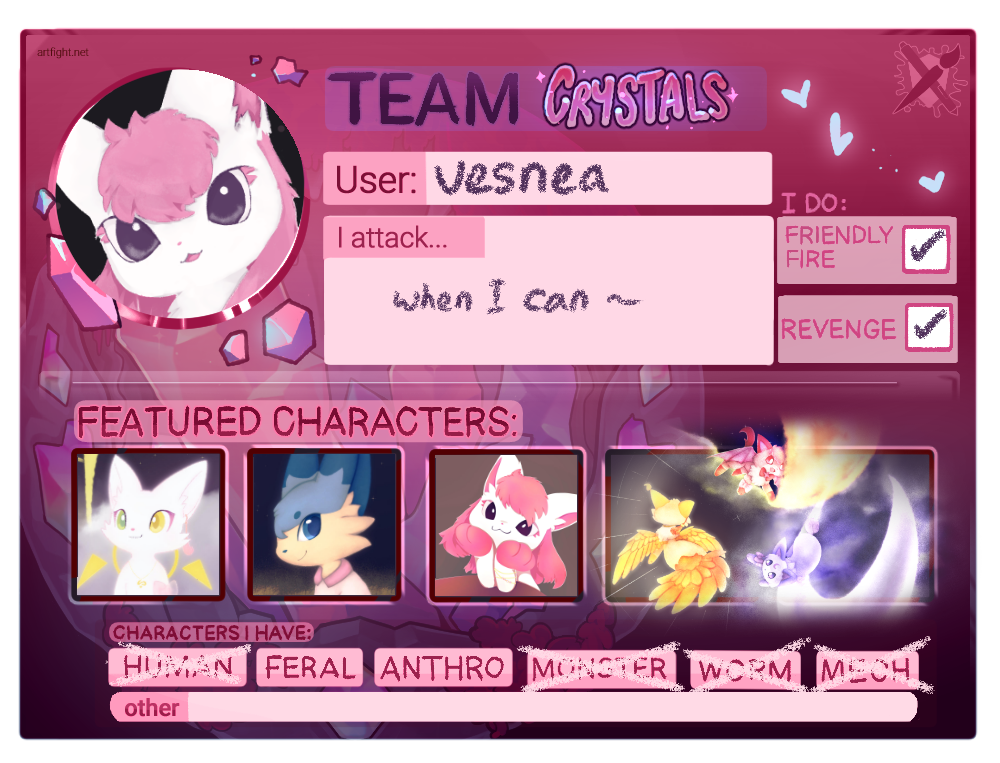 artfight.net
TEAM CRYSTALS
User: vesnea
I attack...
when I can ~
I DO:
FRIENDLY
FIRE
REVENGE
FEATURED CHARACTERS:
CHARACTERS I HAVE:
HUMAN FERAL ANTHRO MONSTER WORM MECH
other